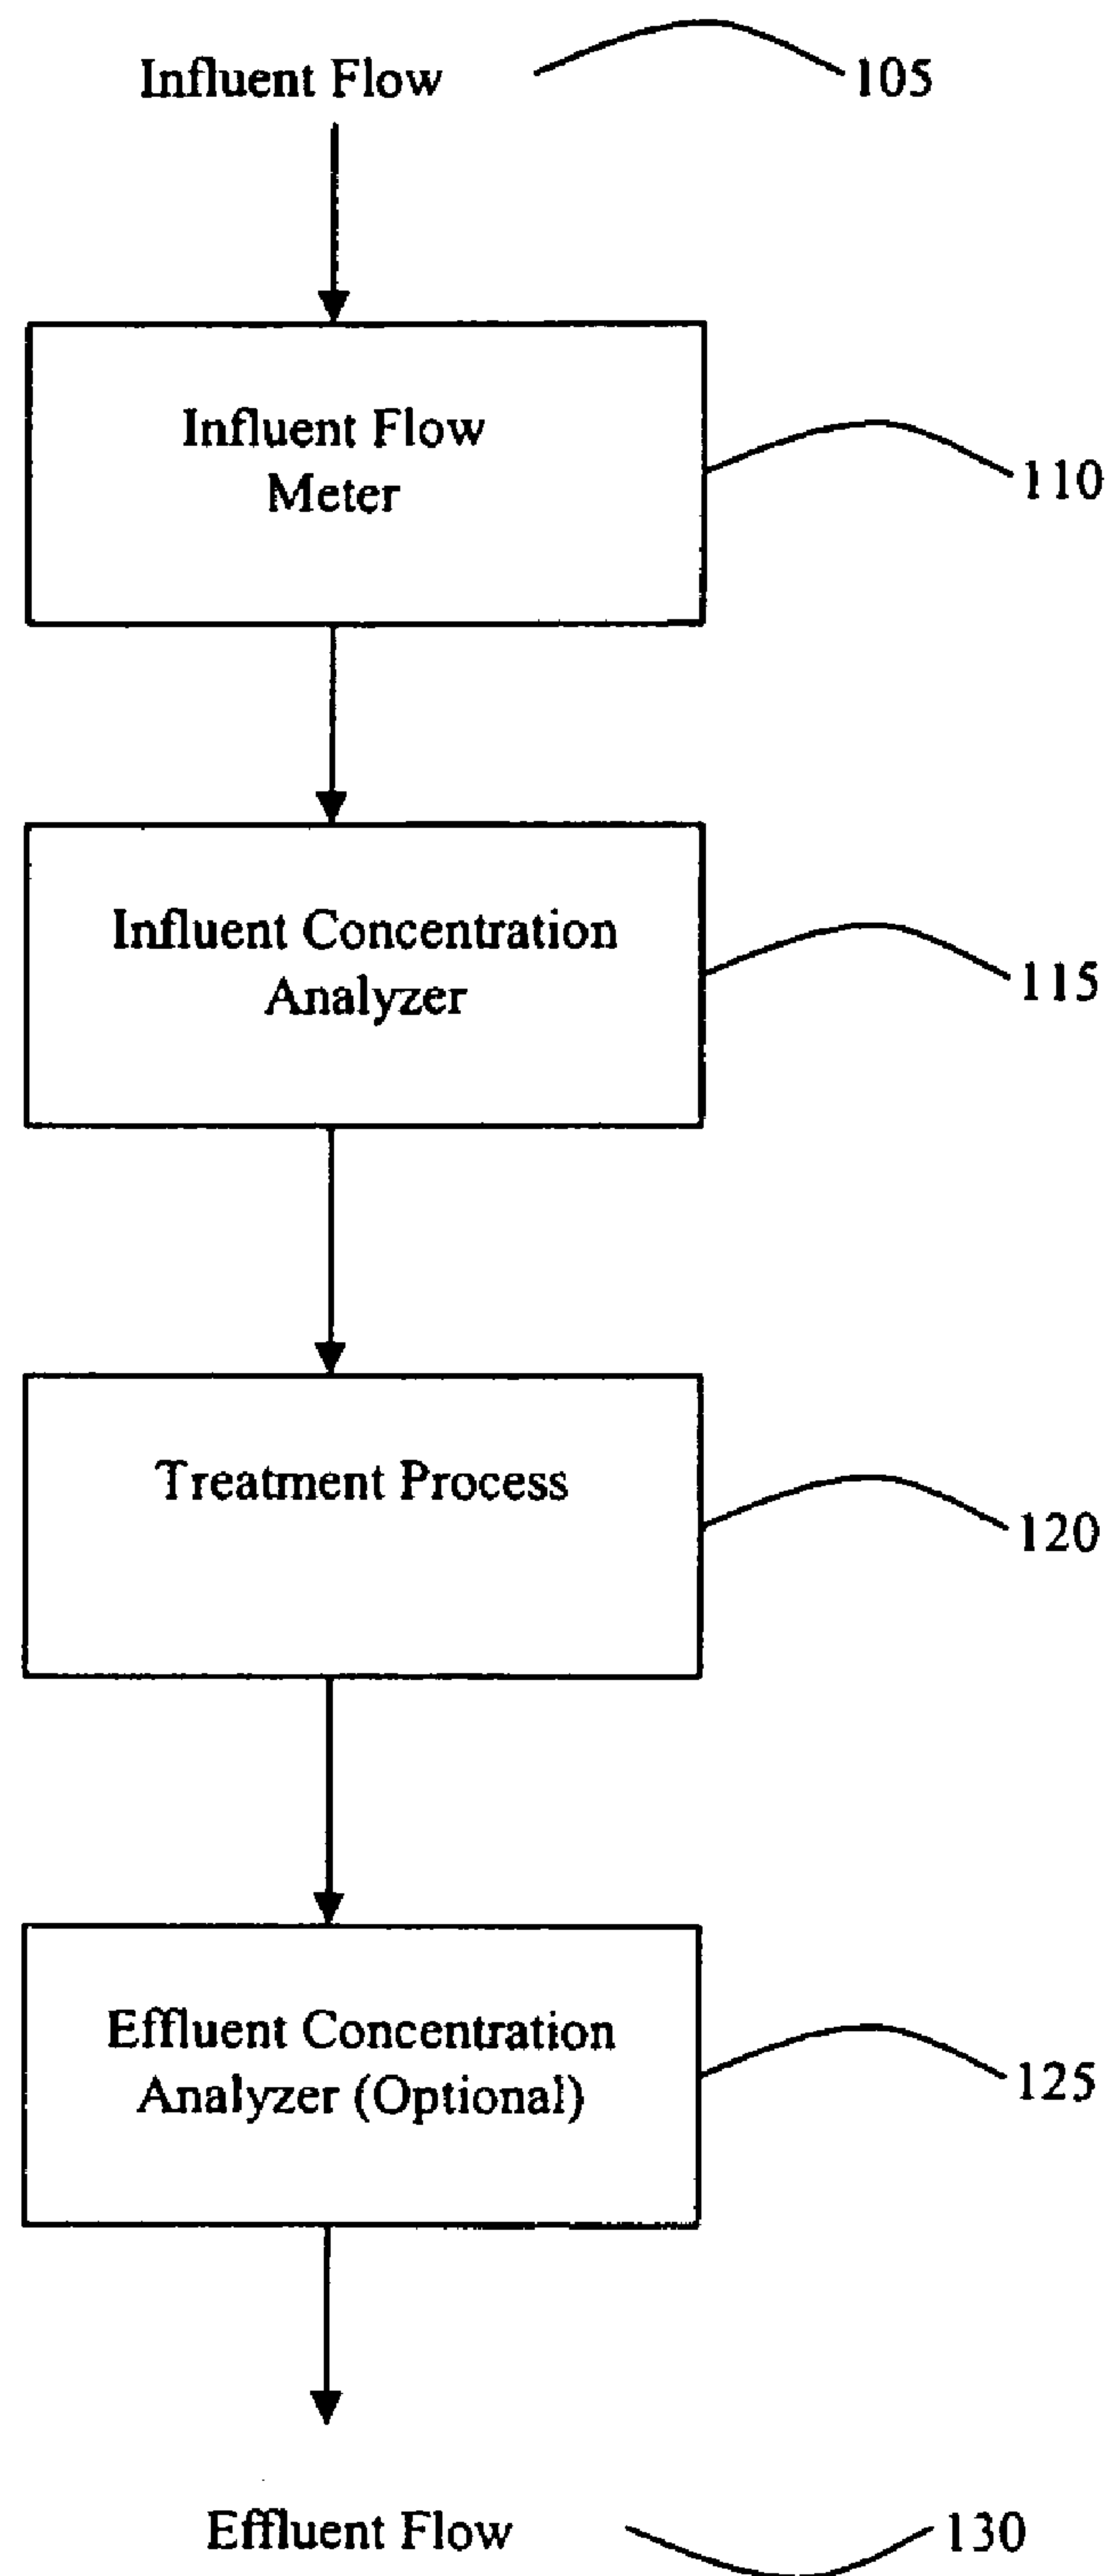 Influent Flow 105
Influent Flow
Meter
110
Influent Concentration
Analyzer
115
Treatment Process
120
Effluent Concentration
Analyzer (Optional)
125
Effluent Flow 130